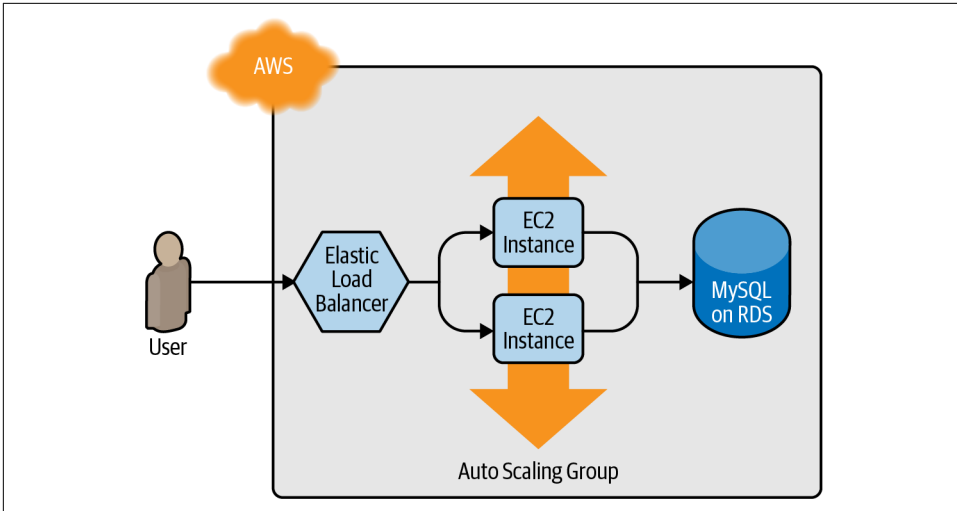 AWS
User
Elastic
Load
Balancer
EC2
Instance
EC2
Instance
MySQL
on RDS
Auto Scaling Group